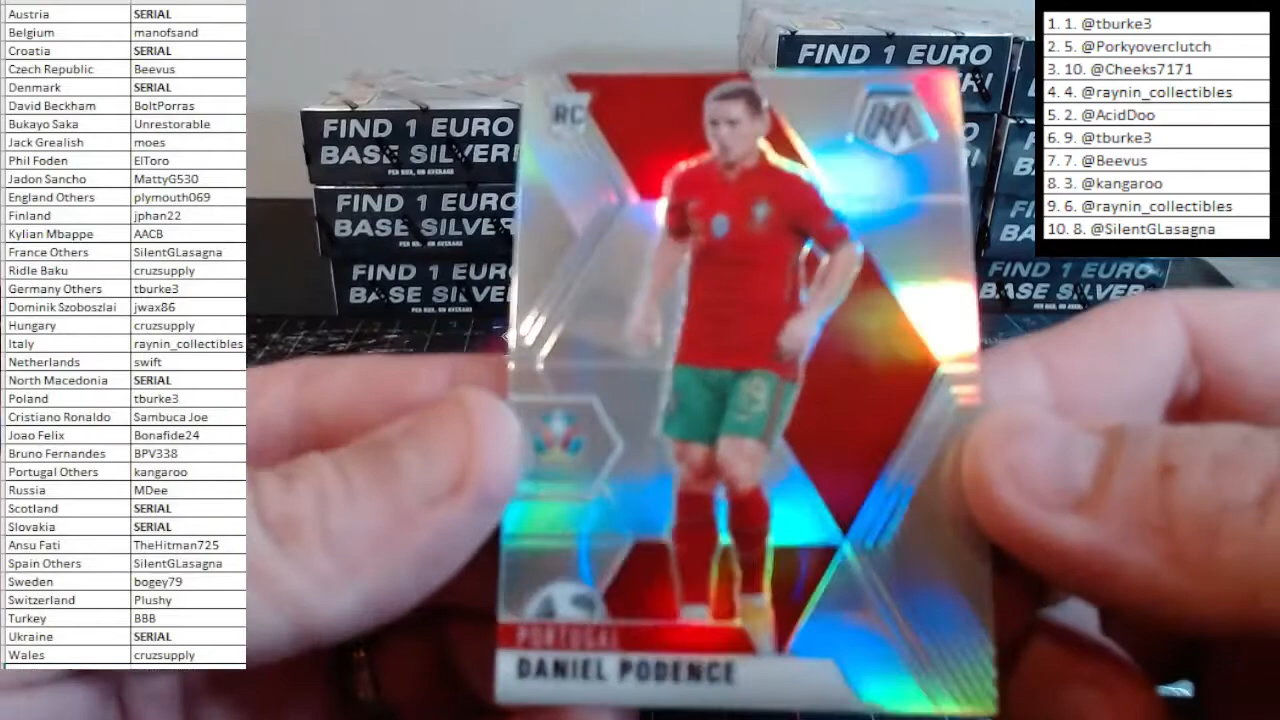 Austria SERIAL
Belgium manofsand
Croatia SERIAL
Czech Republic Beevus
Denmark SERIAL
David Beckham BoltPorras
Bukayo Saka Unrestorable
Jack Grealish moes
Phil Foden ElToro
Jadon Sancho MattyG530
England Others plymouth069
Finland jphan22
Kylian Mbappe AACB
France Others SilentGLasagna
Ridle Baku cruzsupply
Germany Others tburke3
Dominik Szoboszlai jwax86
Hungary cruzsupply
Italy raynin_collectibles
Netherlands swift
North Macedonia SERIAL
Poland tburke3
Cristiano Ronaldo Sambuca Joe
Joao Felix Bonafide24
Bruno Fernandes BPV338
Portugal Others kangaroo
Russia MDee
Scotland SERIAL
Slovakia SERIAL
Ansu Fati TheHitman725
Spain Others SilentGLasagna
Sweden bogey79
Switzerland Plushy
Turkey BBB
Ukraine SERIAL
Wales cruzsupply
FIND 1 EURO
BASE SILVER!
PER BOX, ON AVERAGE
FIND 1 EURO
BASE SILVE
FIND 1 EURO
BASE SILVE
FIND 1 EURO
FIND 1 EURO
BASE SILVER!
RC
PORTUGAL
DANIEL PODENCE
1. 1. @tburke3
2. 5. @Porkyoverclutch
3. 10. @Cheeks7171
4. 4. @raynin_collectibles
5. 2. @AcidDoo
6. 9. @tburke3
7. 7. @Beevus
8. 3. @kangaroo
9. 6. @raynin_collectibles
10. 8. @SilentGLasagna